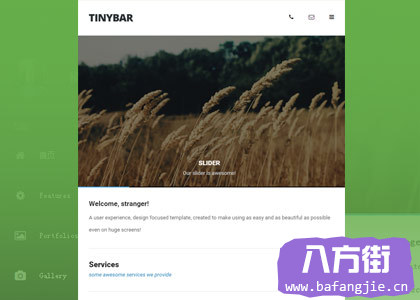 TINYBAR
SLIDER
Our slider is awesome!
Welcome, stranger!
A user experience, design focused template, created to make using as easy and as beautiful as possible
even on huge screens!
Services
some awesome services we provide
Features
Portfolio
Gallery
八方街
www.bafangjie.cn